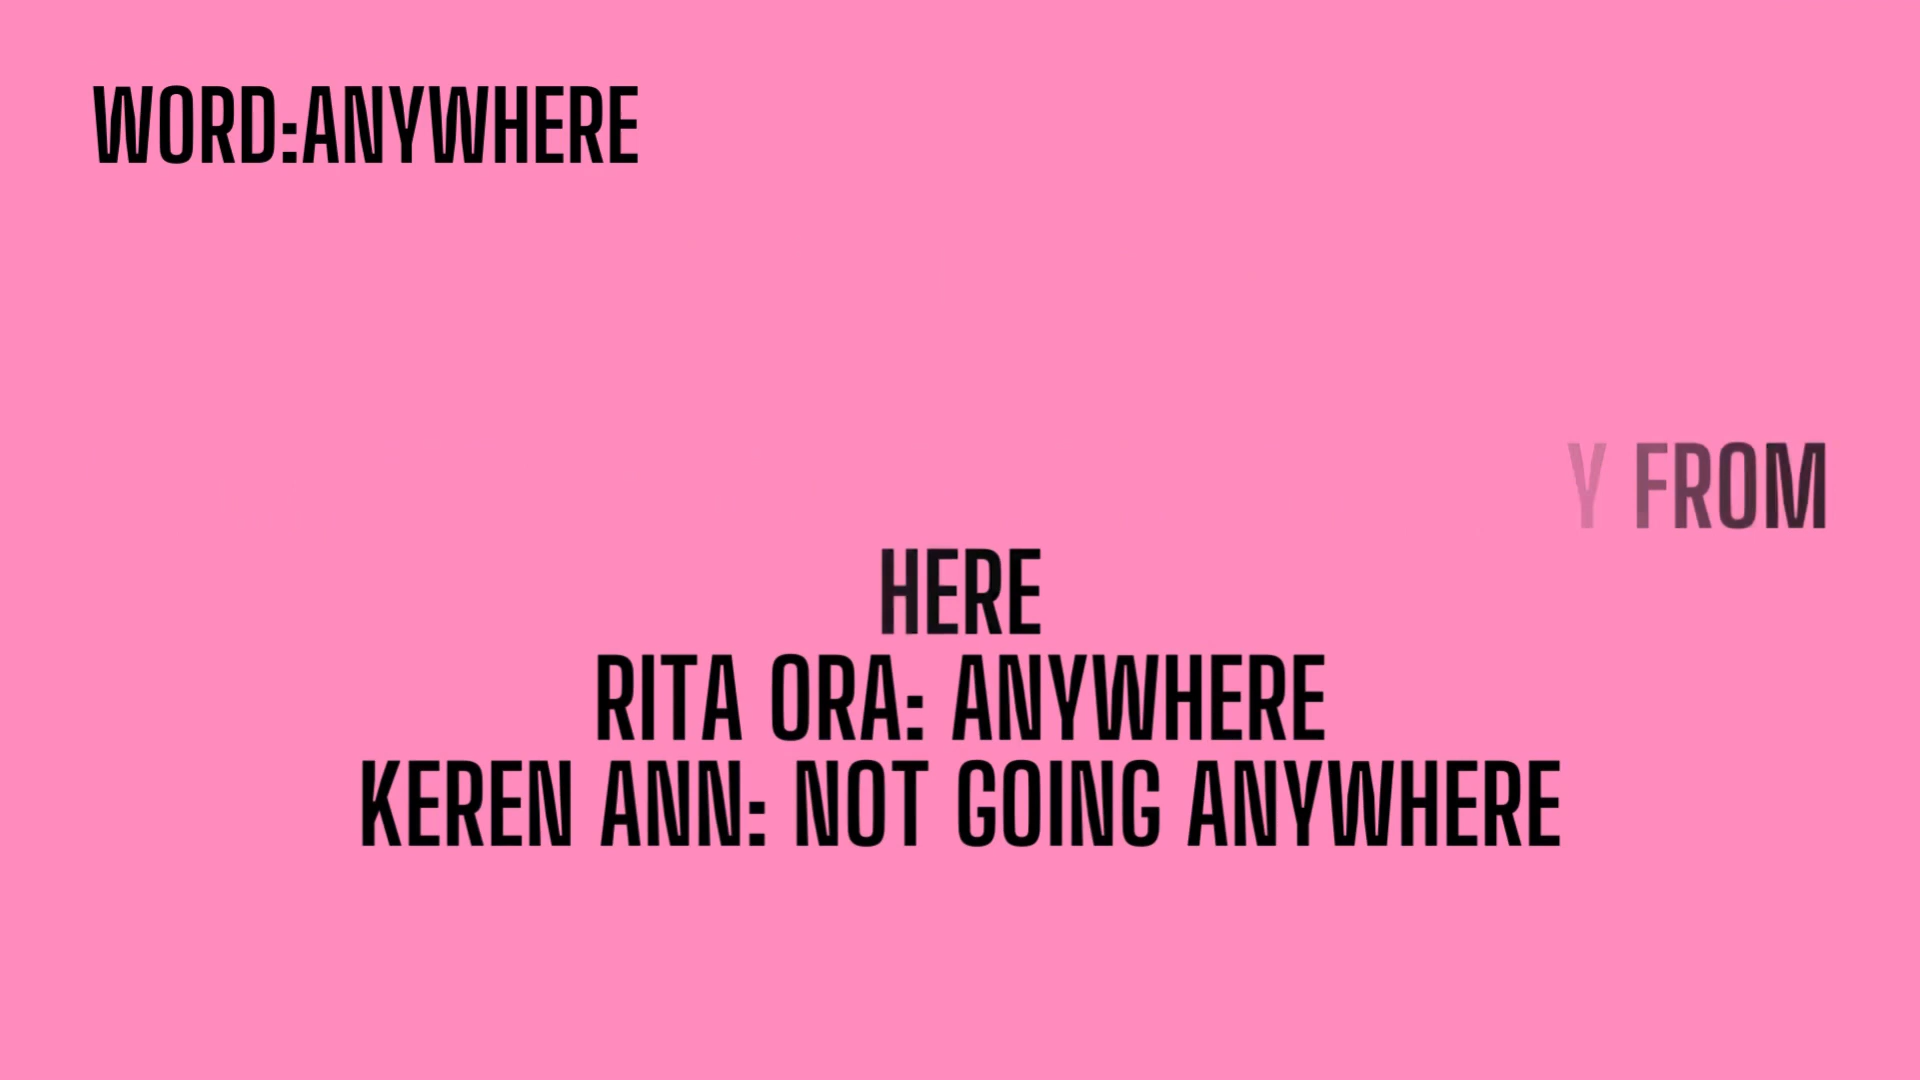 WORD:ANYWHERE
Y FROM
HERE
RITA ORA: ANYWHERE
KEREN ANN: NOT GOING ANYWHERE